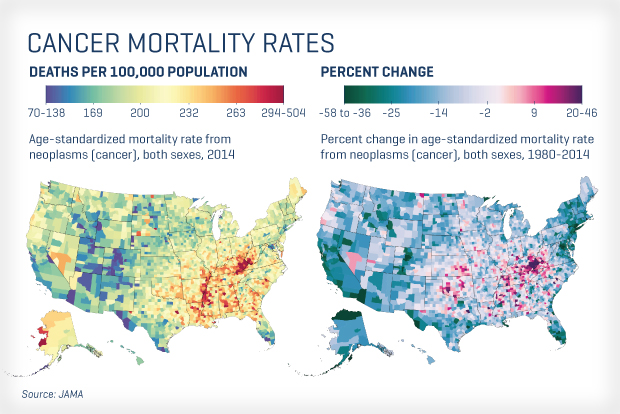 CANCER MORTALITY RATES
DEATHS PER 100,000 POPULATION
70-138 169 200 232 263 294-504
Age-standardized mortality rate from
neoplasms (cancer), both sexes, 2014
PERCENT CHANGE
-58 to -36 -25 -14 -2 9 20-46
Percent change in age-standardized mortality rate
from neoplasms (cancer), both sexes, 1980-2014
Source: JAMA